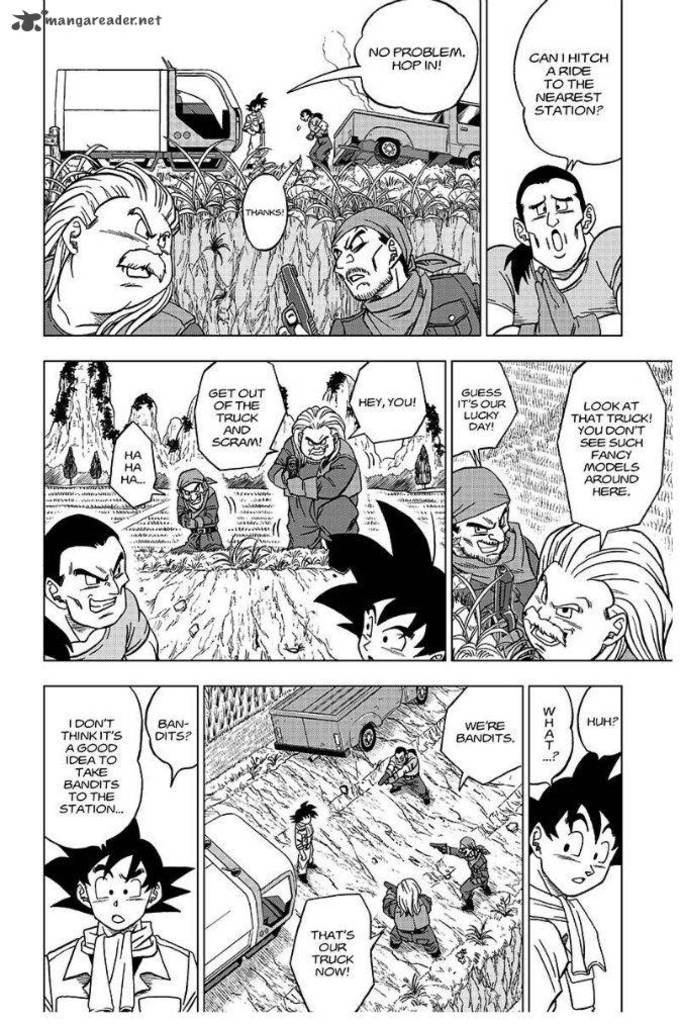 mangareader.net
CAN I HITCH
A RIDE
TO THE
NEAREST
STATION?
NO PROBLEM.
HOP IN!
THANKS!
LOOK AT
THAT TRUCK!
YOU DON'T
SEE SUCH
FANCY
MODELS
AROUND
HERE.
GUESS
IT'S OUR
LUCKY
DAY!
HEY, YOU!
GET OUT
OF THE
TRUCK
AND
SCRAM!
HA
HA
HA...
HUH?
WHAT
...?
WE'RE
BANDITS.
THAT'S
OUR
TRUCK
NOW!
BAN-
DITS?
I DON'T
THINK IT'S
A GOOD
IDEA TO
TAKE
BANDITS
TO THE
STATION...